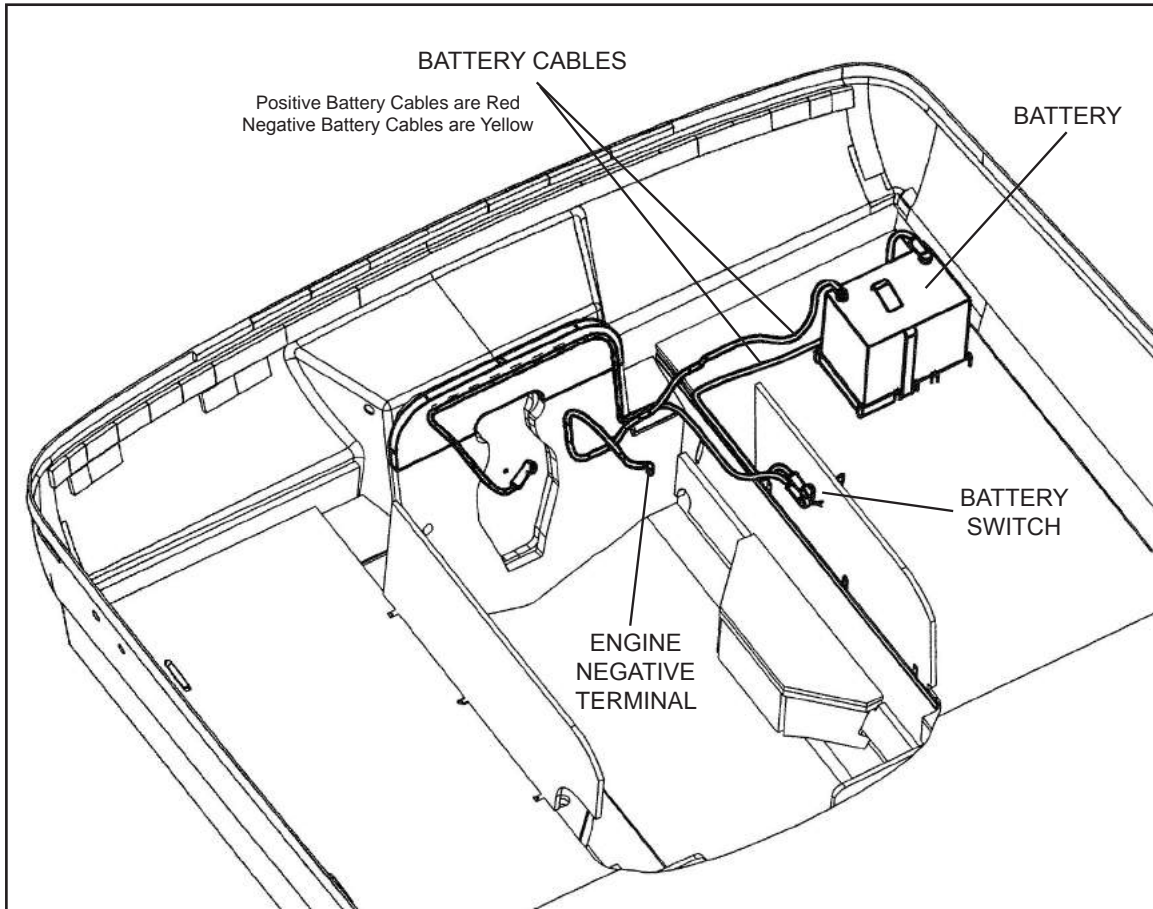 BATTERY CABLES
Positive Battery Cables are Red
Negative Battery Cables are Yellow
BATTERY
BATTERY
SWITCH
ENGINE
NEGATIVE
TERMINAL